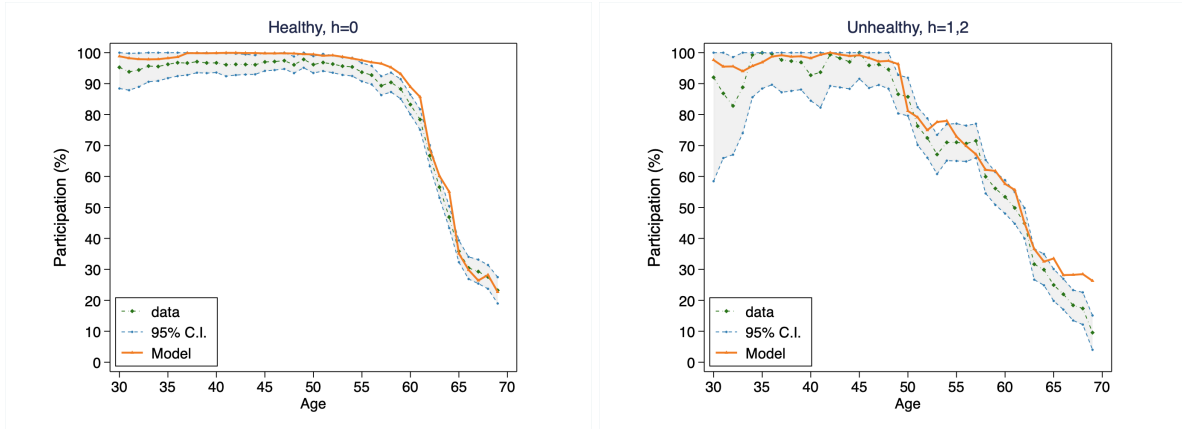 Healthy, h=0
Participation (%)
100
90
80
70
60
50
40
30
20
10
0
data
95% C.I.
Model
30 35 40 45 50 55 60 65 70
Age
Unhealthy, h=1,2
Participation (%)
100
90
80
70
60
50
40
30
20
10
0
data
95% C.I.
Model
30 35 40 45 50 55 60 65 70
Age